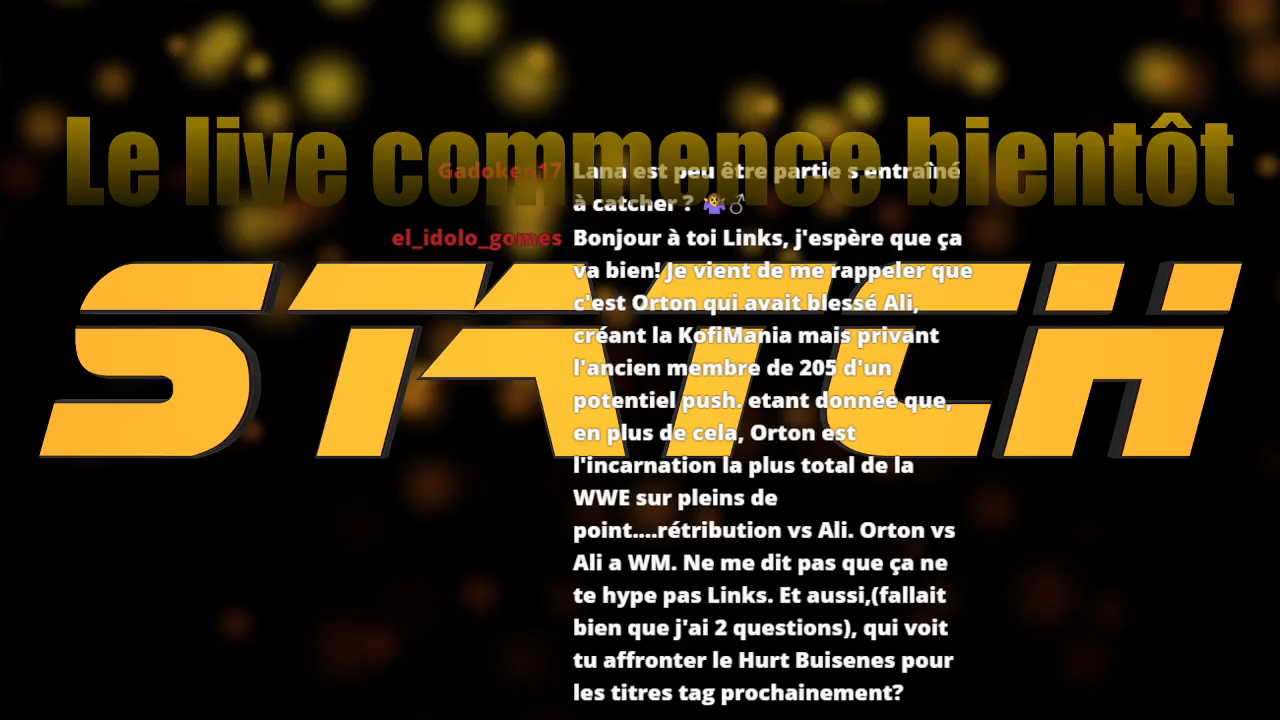 Le live commence bientôt
Gadoken17 Lana est peu être partie s entraîné
à catcher ? 🤷♂
el_idolo_gomes Bonjour à toi Links, j'espère que ça
va bien! Je vient de me rappeler que
c'est Orton qui avait blessé Ali,
créant la KofiMania mais privant
l'ancien membre de 205 d'un
potentiel push. etant donnée que,
en plus de cela, Orton est
l'incarnation la plus total de la
WWE sur pleins de
point....rétribution vs Ali. Orton vs
Ali a WM. Ne me dit pas que ça ne
te hype pas Links. Et aussi,(fallait
bien que j'ai 2 questions), qui voit
tu affronter le Hurt Buisenes pour
les titres tag prochainement?
STATCH